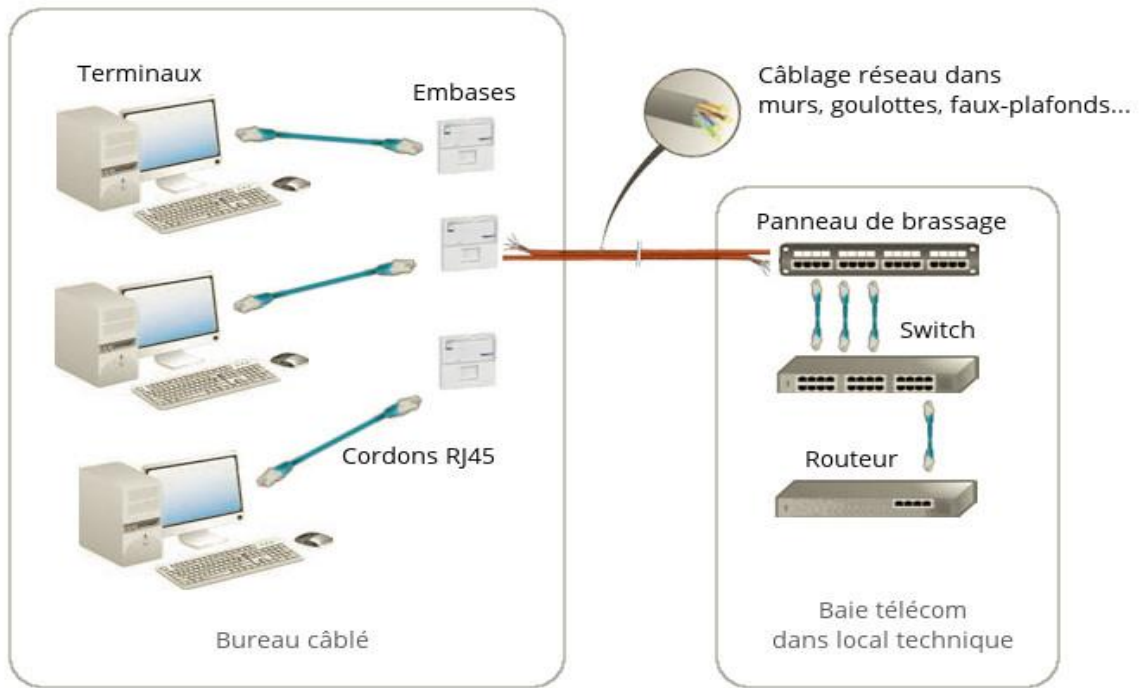 Terminaux
Embases
Câblage réseau dans
murs, goulottes, faux-plafonds...
Panneau de brassage
Switch
Cordons RJ45
Routeur
Bureau câblé
Baie télécom
dans local technique